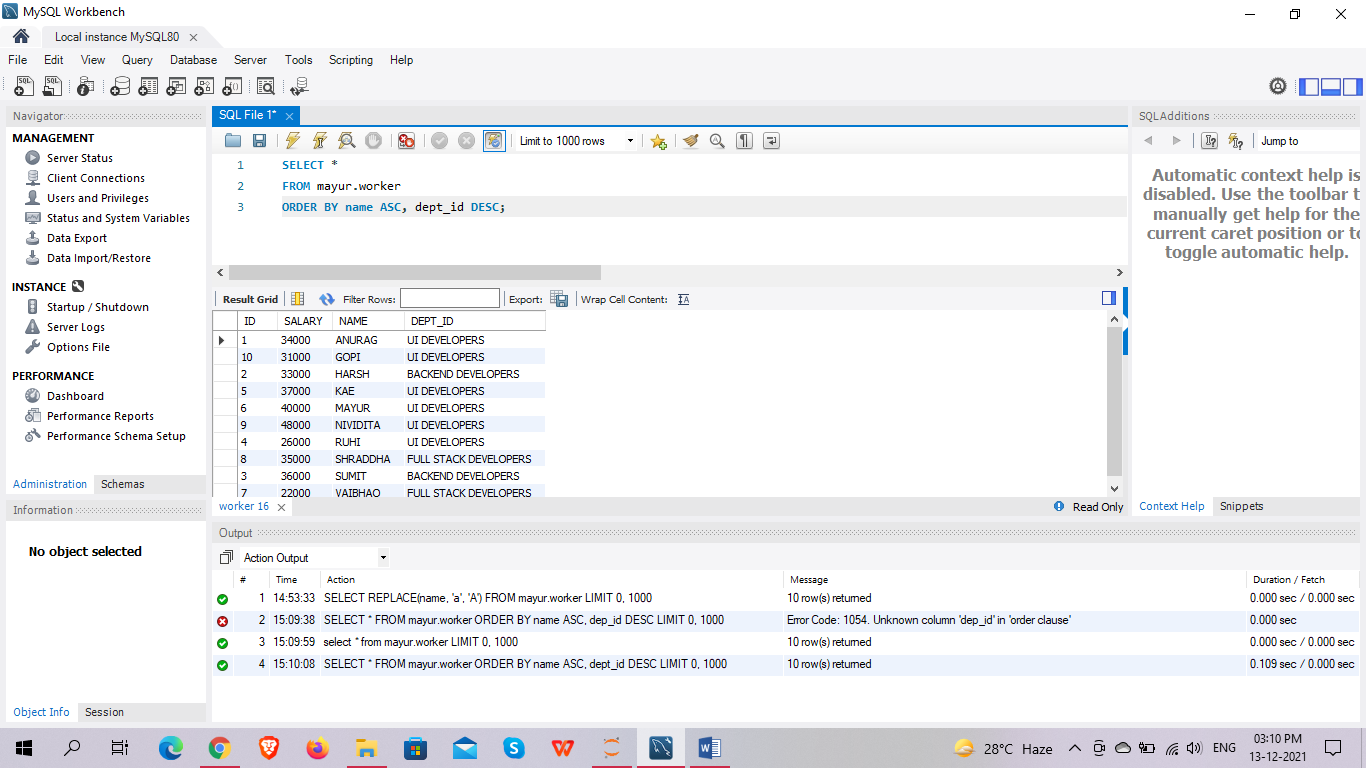 MySQL Workbench
Local instance MySQL80
File Edit View Query Database Server Tools Scripting Help
Navigator
MANAGEMENT
Server Status
Client Connections
Users and Privileges
Status and System Variables
Data Export
Data Import/Restore
INSTANCE
Startup / Shutdown
Server Logs
Options File
PERFORMANCE
Dashboard
Performance Reports
Performance Schema Setup
Administration Schemas
Information
No object selected
Object Info Session
SQL File 1*
Limit to 1000 rows
1 SELECT *
2 FROM mayur.worker
3 ORDER BY name ASC, dept_id DESC;
Result Grid Filter Rows: Export: Wrap Cell Content:
ID SALARY NAME DEPT_ID
1 34000 ANURAG UI DEVELOPERS
10 31000 GOPI UI DEVELOPERS
2 33000 HARSH BACKEND DEVELOPERS
5 37000 KAE UI DEVELOPERS
6 40000 MAYUR UI DEVELOPERS
9 48000 NIVIDITA UI DEVELOPERS
4 26000 RUHI UI DEVELOPERS
8 35000 SHRADDHA FULL STACK DEVELOPERS
3 36000 SUMIT BACKEND DEVELOPERS
7 22000 VAIBHAO FULL STACK DEVELOPERS
worker 16 Read Only
SQLAdditions
Jump to
Automatic context help is
disabled. Use the toolbar t
manually get help for the
current caret position or to
toggle automatic help.
Context Help Snippets
Output
Action Output
# Time Action Message Duration / Fetch
1 14:53:33 SELECT REPLACE(name, 'a', 'A') FROM mayur.worker LIMIT 0, 1000 10 row(s) returned 0.000 sec / 0.000 sec
2 15:09:38 SELECT * FROM mayur.worker ORDER BY name ASC, dep_id DESC LIMIT 0, 1000 Error Code: 1054. Unknown column 'dep_id' in 'order clause' 0.000 sec
3 15:09:59 select * from mayur.worker LIMIT 0, 1000 10 row(s) returned 0.000 sec / 0.000 sec
4 15:10:08 SELECT * FROM mayur.worker ORDER BY name ASC, dept_id DESC LIMIT 0, 1000 10 row(s) returned 0.109 sec / 0.000 sec
28°C Haze ENG 03:10 PM
13-12-2021